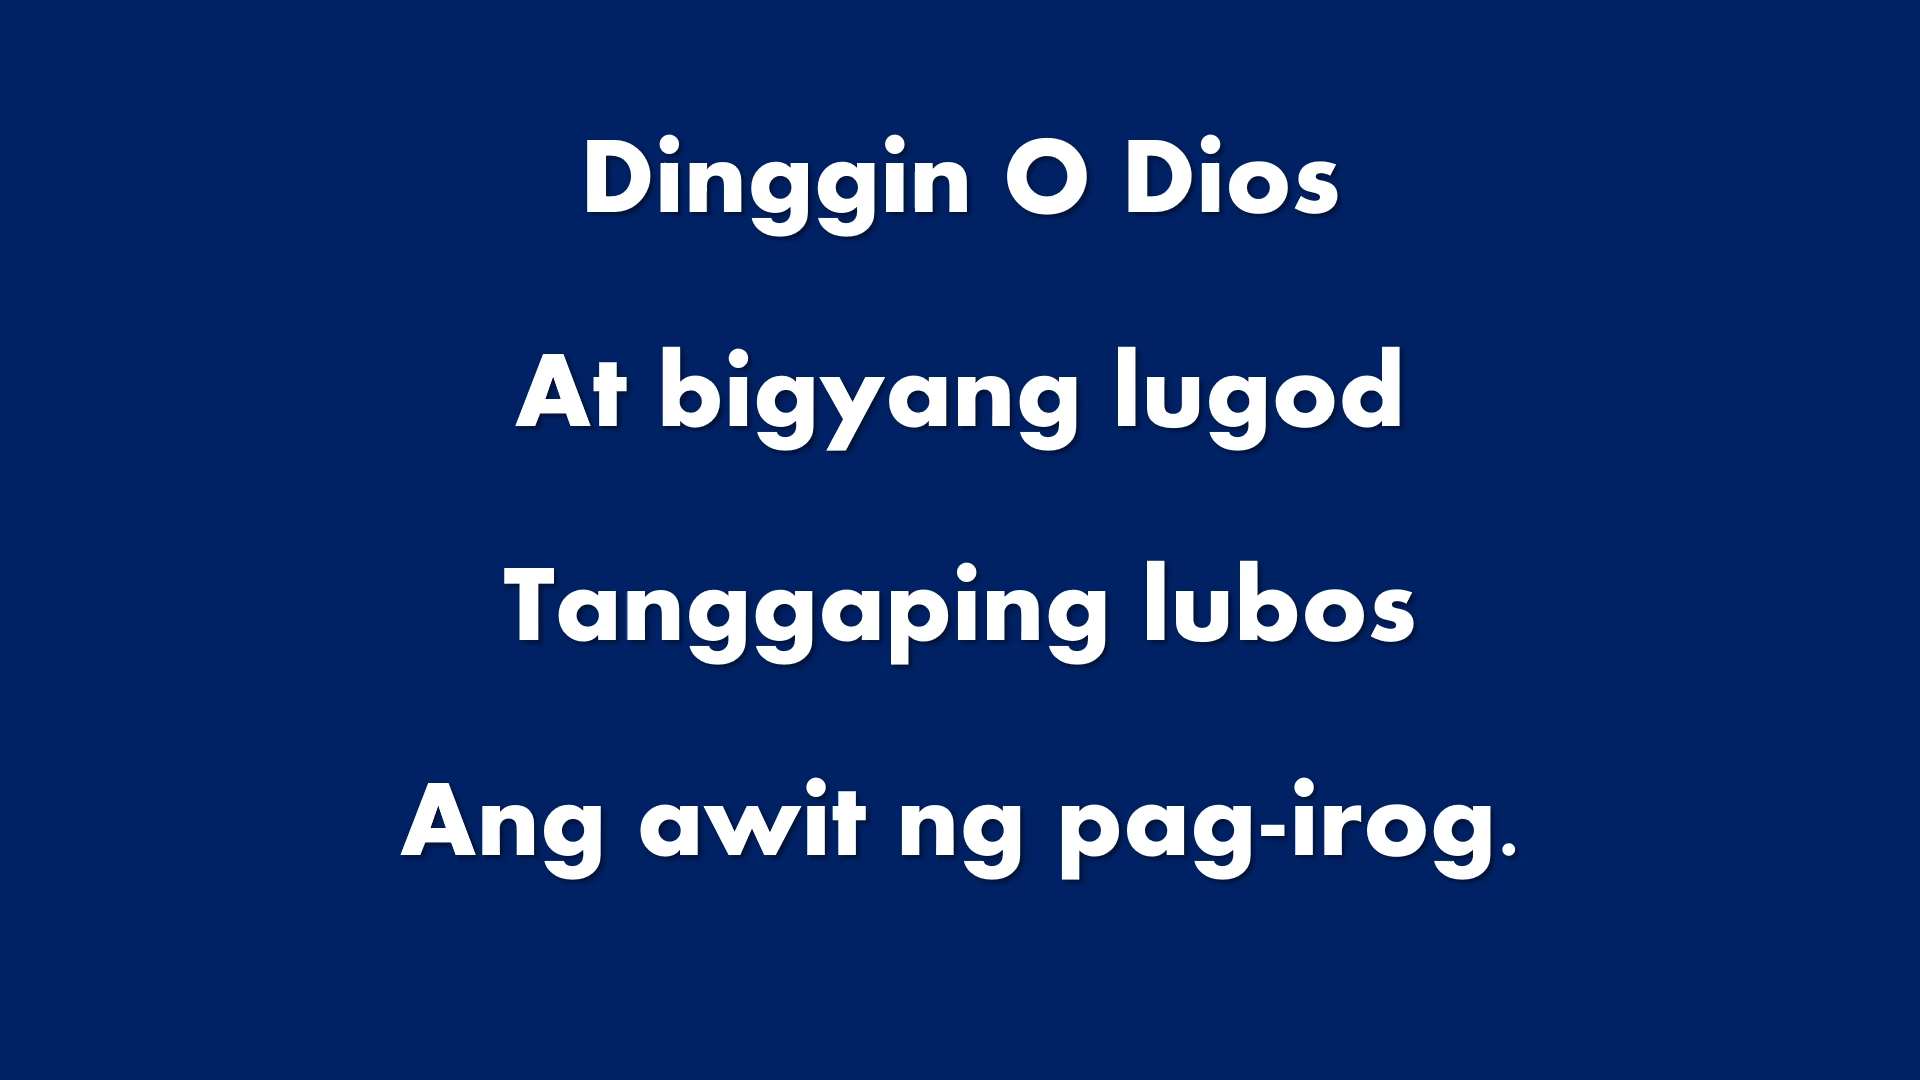 Dinggin O Dios
At bigyang lugod
Tanggaping lubos
Ang awit ng pag-irog.